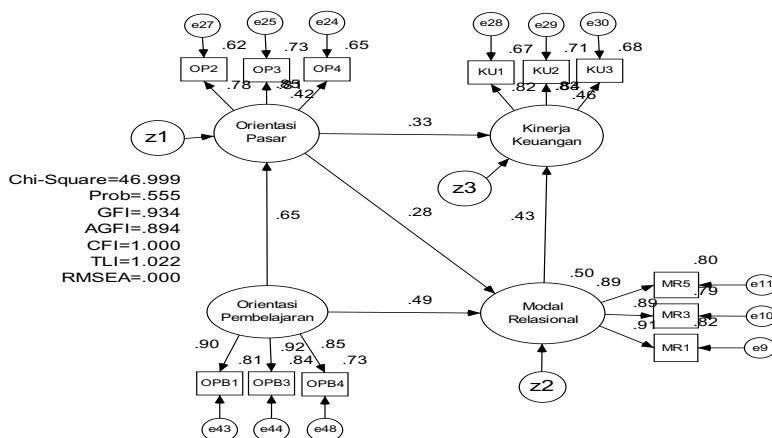 e27
e25
e24
e28
e29
e30
.62
.73
.65
.67
.71
.68
OP2
OP3
OP4
KU1
KU2
KU3
.78
.42
.82
.46
z1
Orientasi
Pasar
.33
Kinerja
Keuangan
z3
Chi-Square=46.999
Prob=.555
GFI=.934
AGFI=.894
CFI=1.000
TLI=1.022
RMSEA=.000
.65
.28
.43
.50
.89
.80
MR5
e11
.79
Orientasi
Pembelajaran
.49
Modal
Relasional
.89
MR3
e10
.91
.82
MR1
e9
.90
.92
.85
.81
.84
.73
OPB1
OPB3
OPB4
z2
e43
e44
e48